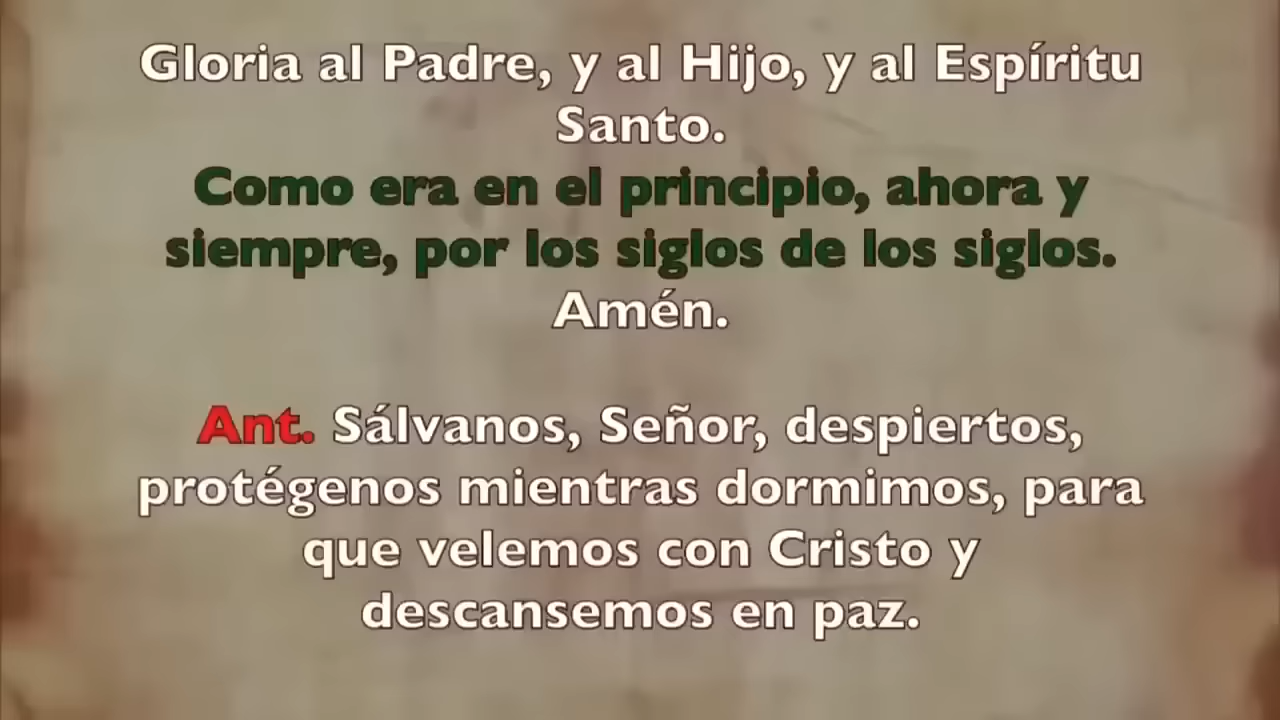 Gloria al Padre, y al Hijo, y al Espíritu
Santo.
Como era en el principio, ahora y
siempre, por los siglos de los siglos.
Amén.
Ant. Sálvanos, Señor, despiertos,
protégenos mientras dormimos, para
que velemos con Cristo y
descansemos en paz.